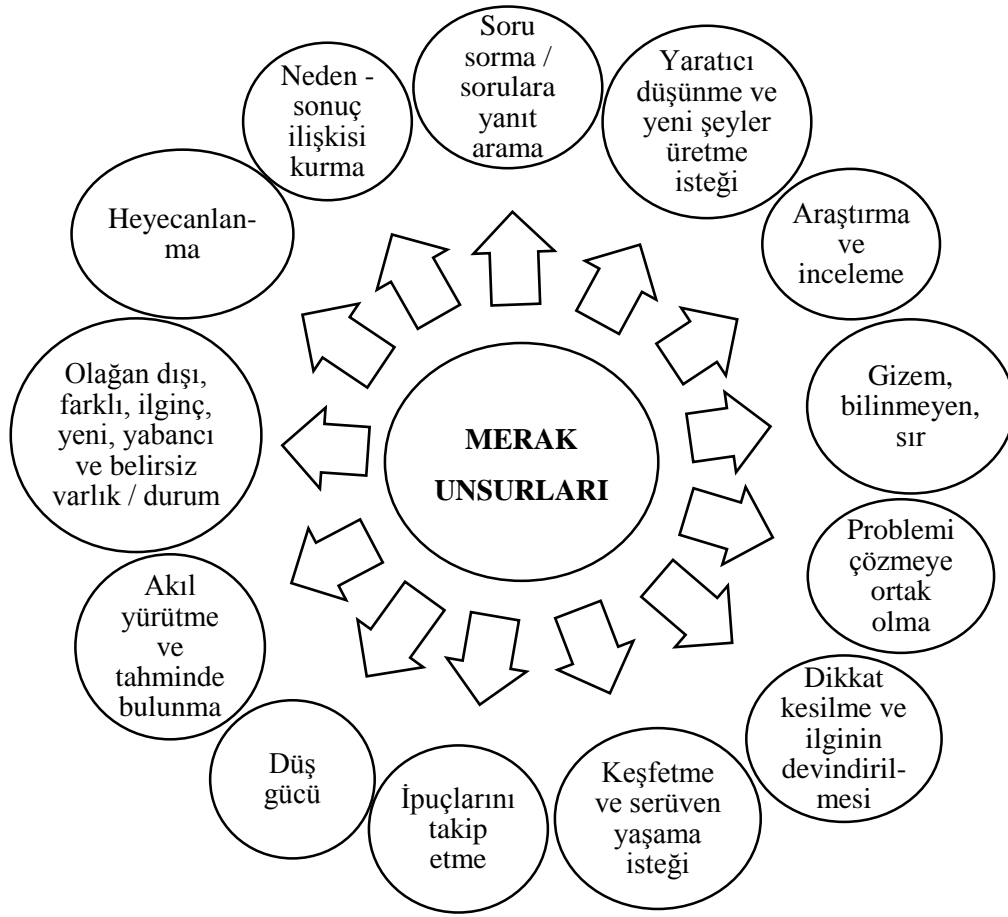 Soru
sorma /
sorulara
yanıt
arama
Yaratıcı
düşünme ve
yeni şeyler
üretme
isteği
Araştırma
ve
inceleme
Gizem,
bilinmeyen,
sır
Problemi
çözmeye
ortak
olma
Dikkat
kesilme ve
ilginin
devindiril-
mesi
Keşfetme
ve serüven
yaşama
isteği
İpuçlarını
takip
etme
Düş
gücü
Akıl
yürütme
ve
tahminde
bulunma
Olağan dışı,
farklı, ilginç,
yeni, yabancı
ve belirsiz
varlık / durum
Heyecanlan-
ma
Neden -
sonuç
ilişkisi
kurma
MERAK
UNSURLARI